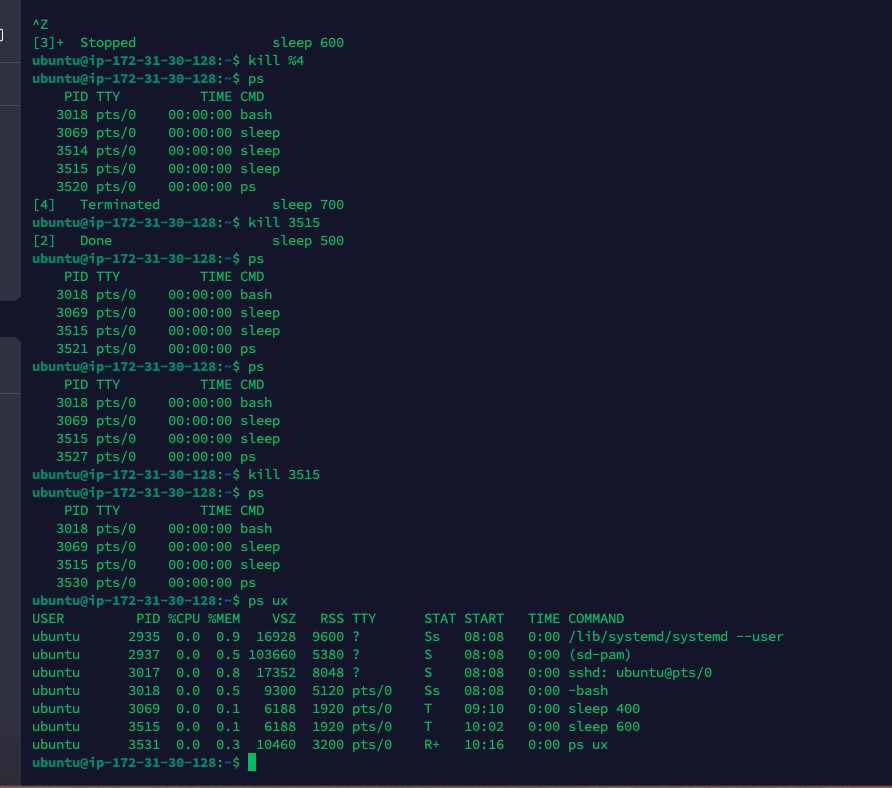 ^Z
[3]+  Stopped                 sleep 600
ubuntu@ip-172-31-30-128:~$ kill %4
ubuntu@ip-172-31-30-128:~$ ps
    PID TTY          TIME CMD
   3018 pts/0    00:00:00 bash
   3069 pts/0    00:00:00 sleep
   3514 pts/0    00:00:00 sleep
   3515 pts/0    00:00:00 sleep
   3520 pts/0    00:00:00 ps
[4]   Terminated              sleep 700
ubuntu@ip-172-31-30-128:~$ kill 3515
[2]   Done                    sleep 500
ubuntu@ip-172-31-30-128:~$ ps
    PID TTY          TIME CMD
   3018 pts/0    00:00:00 bash
   3069 pts/0    00:00:00 sleep
   3515 pts/0    00:00:00 sleep
   3521 pts/0    00:00:00 ps
ubuntu@ip-172-31-30-128:~$ ps
    PID TTY          TIME CMD
   3018 pts/0    00:00:00 bash
   3069 pts/0    00:00:00 sleep
   3515 pts/0    00:00:00 sleep
   3527 pts/0    00:00:00 ps
ubuntu@ip-172-31-30-128:~$ kill 3515
ubuntu@ip-172-31-30-128:~$ ps
    PID TTY          TIME CMD
   3018 pts/0    00:00:00 bash
   3069 pts/0    00:00:00 sleep
   3515 pts/0    00:00:00 sleep
   3530 pts/0    00:00:00 ps
ubuntu@ip-172-31-30-128:~$ ps ux
USER         PID %CPU %MEM    VSZ   RSS TTY      STAT START   TIME COMMAND
ubuntu      2935  0.0  0.9  16928  9600 ?        Ss   08:08   0:00 /lib/systemd/systemd --user
ubuntu      2937  0.0  0.5 103660  5380 ?        S    08:08   0:00 (sd-pam)
ubuntu      3017  0.0  0.8  17352  8048 ?        S    08:08   0:00 sshd: ubuntu@pts/0
ubuntu      3018  0.0  0.5   9300  5120 pts/0    Ss   08:08   0:00 -bash
ubuntu      3069  0.0  0.1   6188  1920 pts/0    T    09:10   0:00 sleep 400
ubuntu      3515  0.0  0.1   6188  1920 pts/0    T    10:02   0:00 sleep 600
ubuntu      3531  0.0  0.3  10460  3200 pts/0    R+   10:16   0:00 ps ux
ubuntu@ip-172-31-30-128:~$